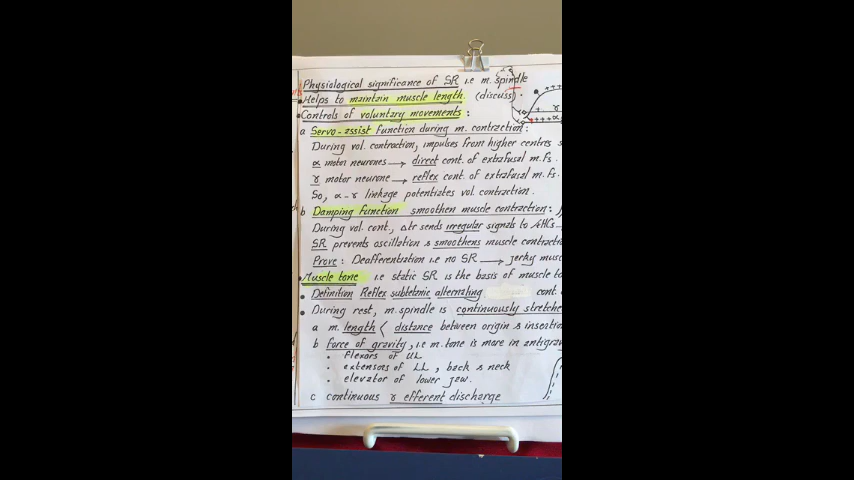 Physiological significance of SR i.e m. spindle
Helps to maintain muscle length. (discuss).
Controls of voluntary movements:
a Servo-assist function during m. contraction:
During vol. contraction, impulses from higher centres s
α motor neurones → direct cont. of extrafusal m. fs.
γ motor neurone → reflex cont. of extrafusal m. fs.
So, α-γ linkage potentiates vol. contraction.
b Damping function smoothen muscle contraction:
During vol. cont., Δtr sends irregular signals to AHCs
SR prevents oscillation & smoothens muscle contracti
Prove: Deafferentation i.e no SR → jerky musc
Muscle tone i.e static SR is the basis of muscle to
Definition Reflex subtetanic alternating cont.
During rest, m. spindle is continuously stretche
a m. length < distance between origin & insertio
b force of gravity, i.e m. tone is more in antigrav
flexors of UL
extensors of LL, back & neck
elevator of lower jaw.
c continuous γ efferent discharge